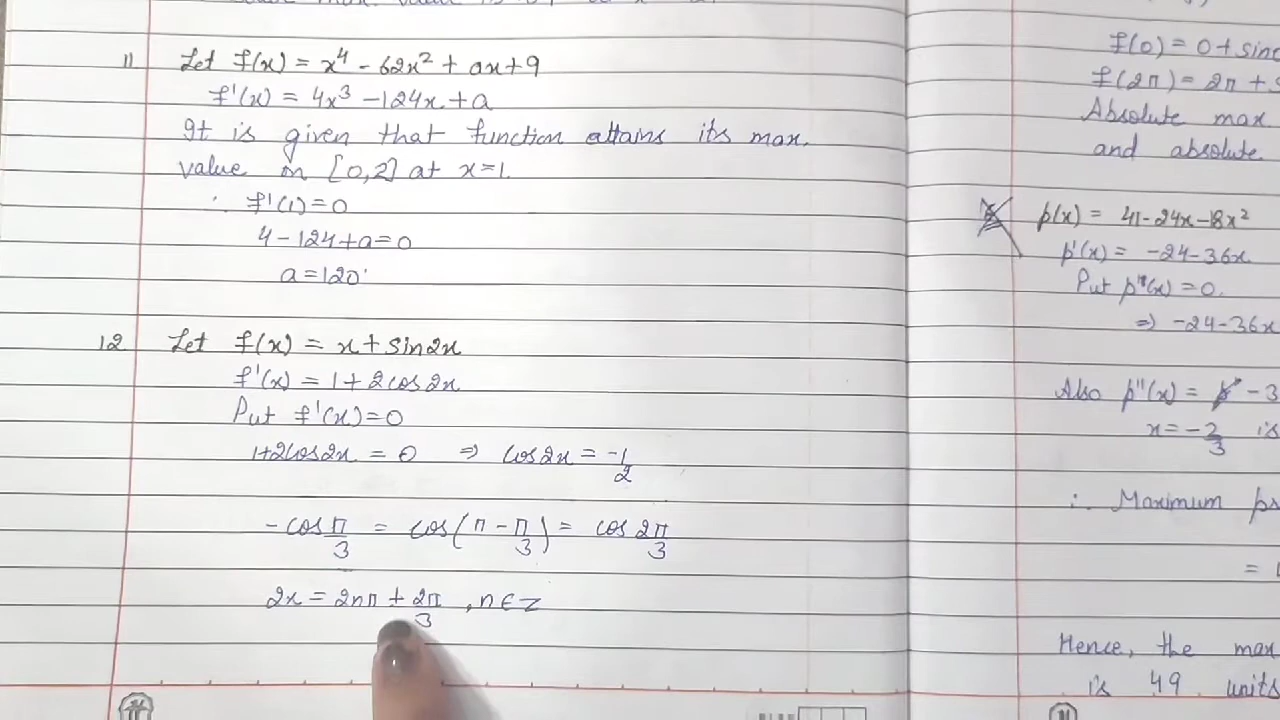 11 Let f(x) = x⁴ - 62x² + ax + 9
f'(x) = 4x³ - 124x + a
It is given that function attains its max.
value on [0,2] at x=1.
∴ f'(1) = 0
4 - 124 + a = 0
a = 120
12 Let f(x) = x + sin2x
f'(x) = 1 + 2cos2x
Put f'(x) = 0
1+2cos2x = 0 ⇒ cos2x = -1/2
-cos π/3 = cos(π - π/3) = cos 2π/3
2x = 2nπ ± 2π/3 , n∈Z
f(0) = 0 + sin
f(2π) = 2π +
Absolute max
and absolute
p(x) = 41-24x-18x²
p'(x) = -24-36x
Put p'(x) = 0
⇒ -24-36x
Also p''(x) = -3
x = -2/3 is
∴ Maximum
=
Hence, the max
is 49 units